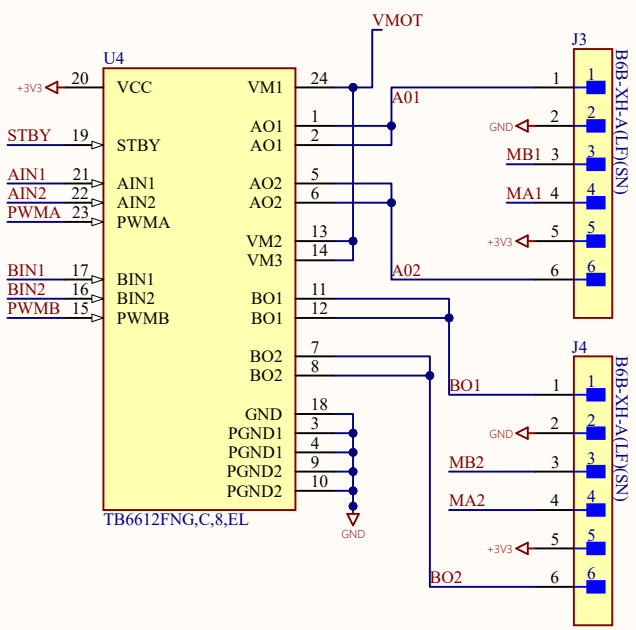 VMOT
U4
+3V3 20 VCC
VM1 24
STBY 19 STBY
AO1 1
AO1 2
A01
AIN1 21 AIN1
AIN2 22 AIN2
PWMA 23 PWMA
AO2 5
AO2 6
VM2 13
VM3 14
A02
BIN1 17 BIN1
BIN2 16 BIN2
PWMB 15 PWMB
BO1 11
BO1 12
BO2 7
BO2 8
GND 18
PGND1 3
PGND1 4
PGND2 9
PGND2 10
GND
TB6612FNG,C,8,EL
J3
1 1
GND 2 2
MB1 3 3
MA1 4 4
+3V3 5 5
6 6
B6B-XH-A(LF)(SN)
J4
BO1 1 1
GND 2 2
MB2 3 3
MA2 4 4
+3V3 5 5
BO2 6 6
B6B-XH-A(LF)(SN)